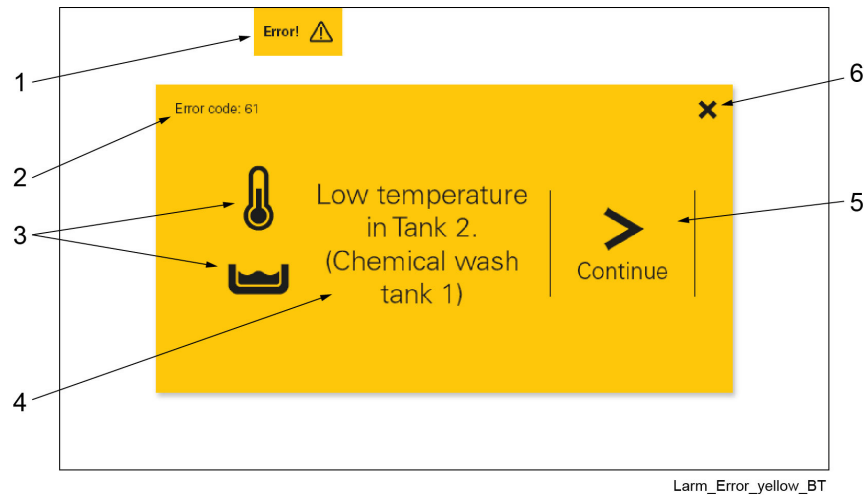 Error!
1
6
Error code: 61
2
Low temperature
in Tank 2.
(Chemical wash
tank 1)
Continue
5
3
4
Larm_Error_yellow_BT